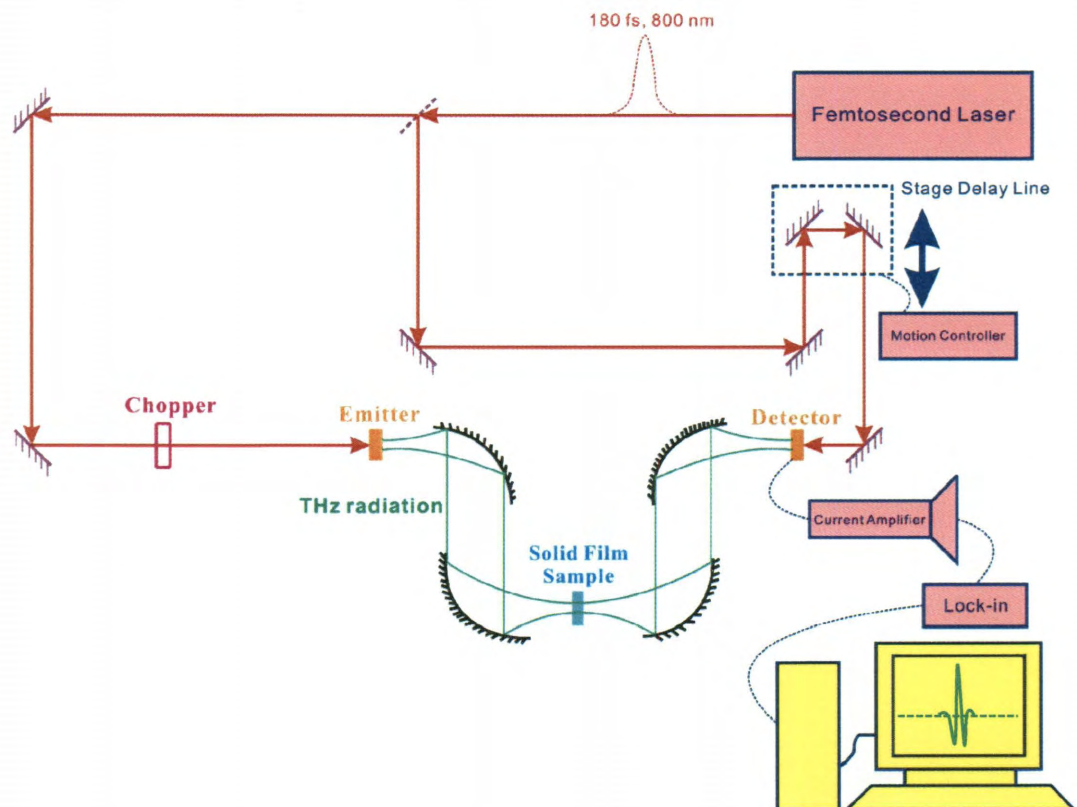 180 fs, 800 nm
Femtosecond Laser
Stage Delay Line
Motion Controller
Chopper
Emitter
Detector
THz radiation
Current Amplifier
Solid Film
Sample
Lock-in